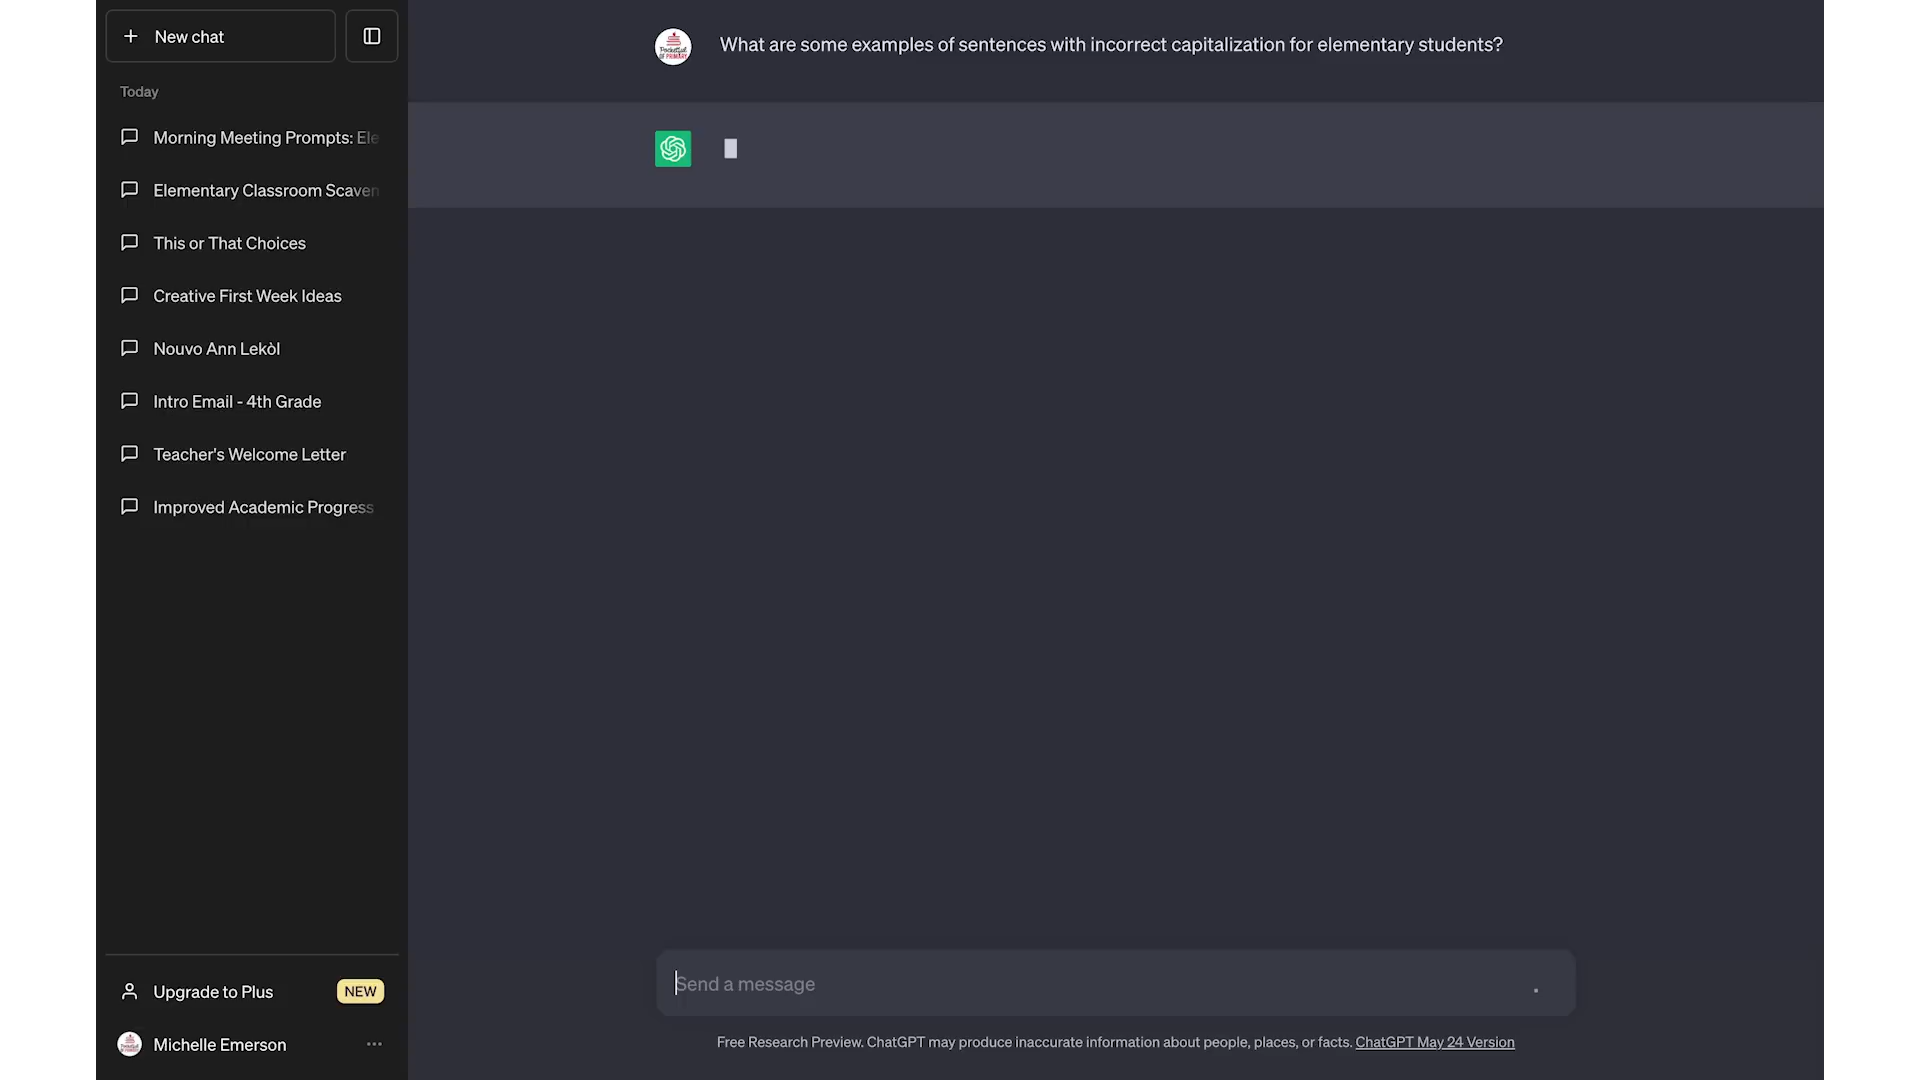 New chat
Today
Morning Meeting Prompts: Ele
Elementary Classroom Scaven
This or That Choices
Creative First Week Ideas
Nouvo Ann Lekòl
Intro Email - 4th Grade
Teacher's Welcome Letter
Improved Academic Progress
Upgrade to Plus NEW
Michelle Emerson
What are some examples of sentences with incorrect capitalization for elementary students?
Send a message
Free Research Preview. ChatGPT may produce inaccurate information about people, places, or facts. ChatGPT May 24 Version